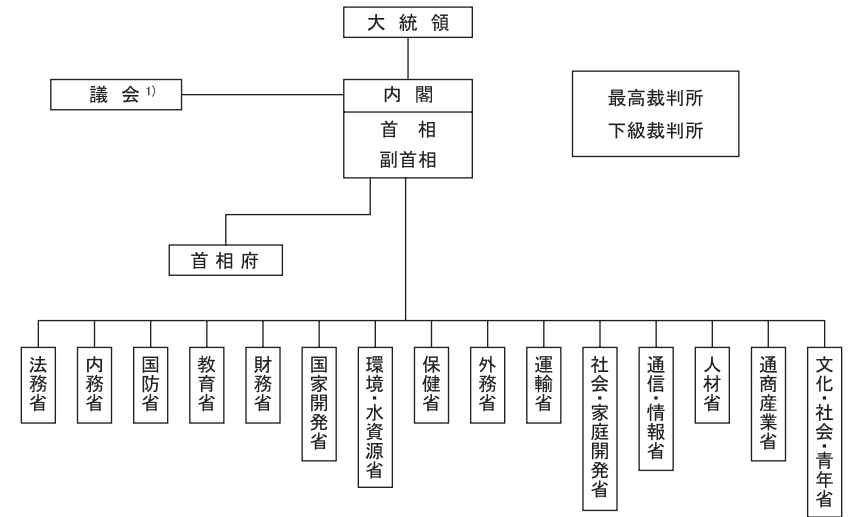 大統領
議会 1)
内閣
首相
副首相
最高裁判所
下級裁判所
首相府
法務省
内務省
国防省
教育省
財務省
国家開発省
環境・水資源省
保健省
外務省
運輸省
社会・家庭開発省
通信・情報省
人材省
通商産業省
文化・社会・青年省